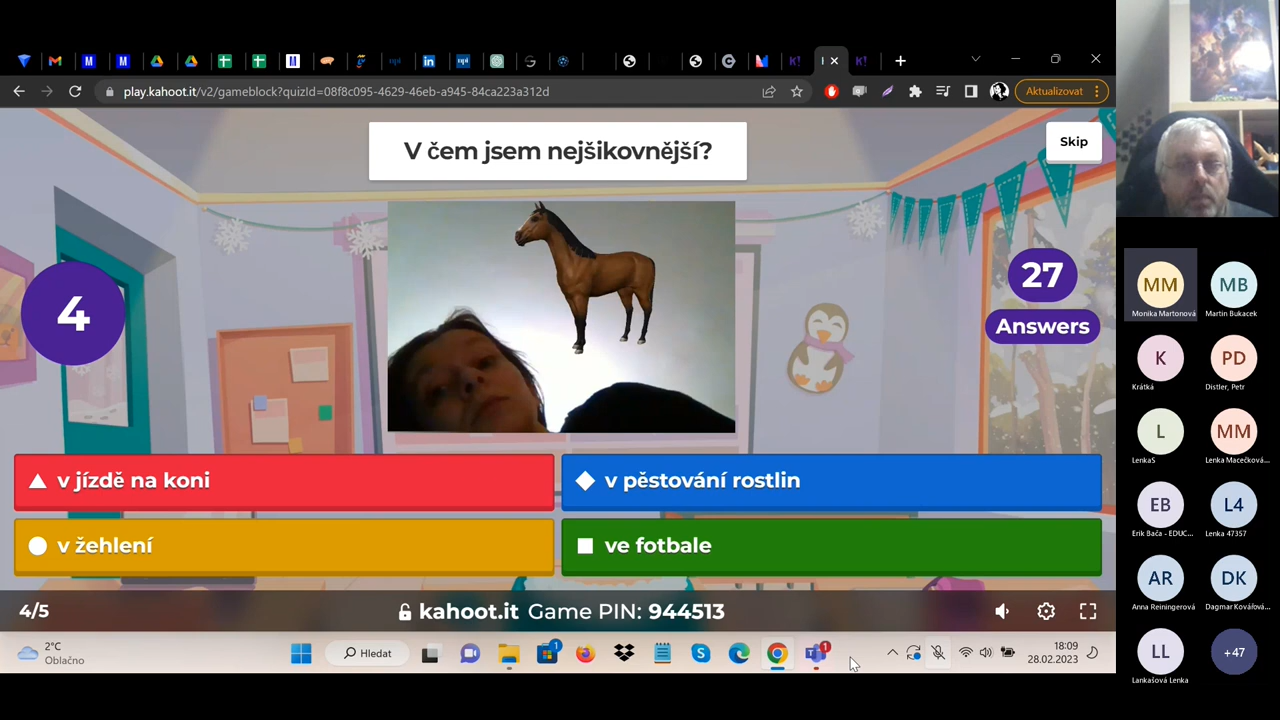 play.kahoot.it/v2/gameblock?quizId=08f8c095-4629-46eb-a945-84ca223a312d
Aktualizovat
V čem jsem nejšikovnější?
Skip
4
27
Answers
v jízdě na koni
v pěstování rostlin
v žehlení
ve fotbale
4/5
kahoot.it Game PIN: 944513
2°C
Oblačno
Hledat
18:09
28.02.2023
MM
Monika Martonová
MB
Martin Bukacek
K
Krátká
PD
Distler, Petr
L
LenkaS
MM
Lenka Macečková...
EB
Erik Bača - EDUC...
L4
Lenka 47357
AR
Anna Reiningerová
DK
Dagmar Kovářová...
LL
Lankašová Lenka
+47